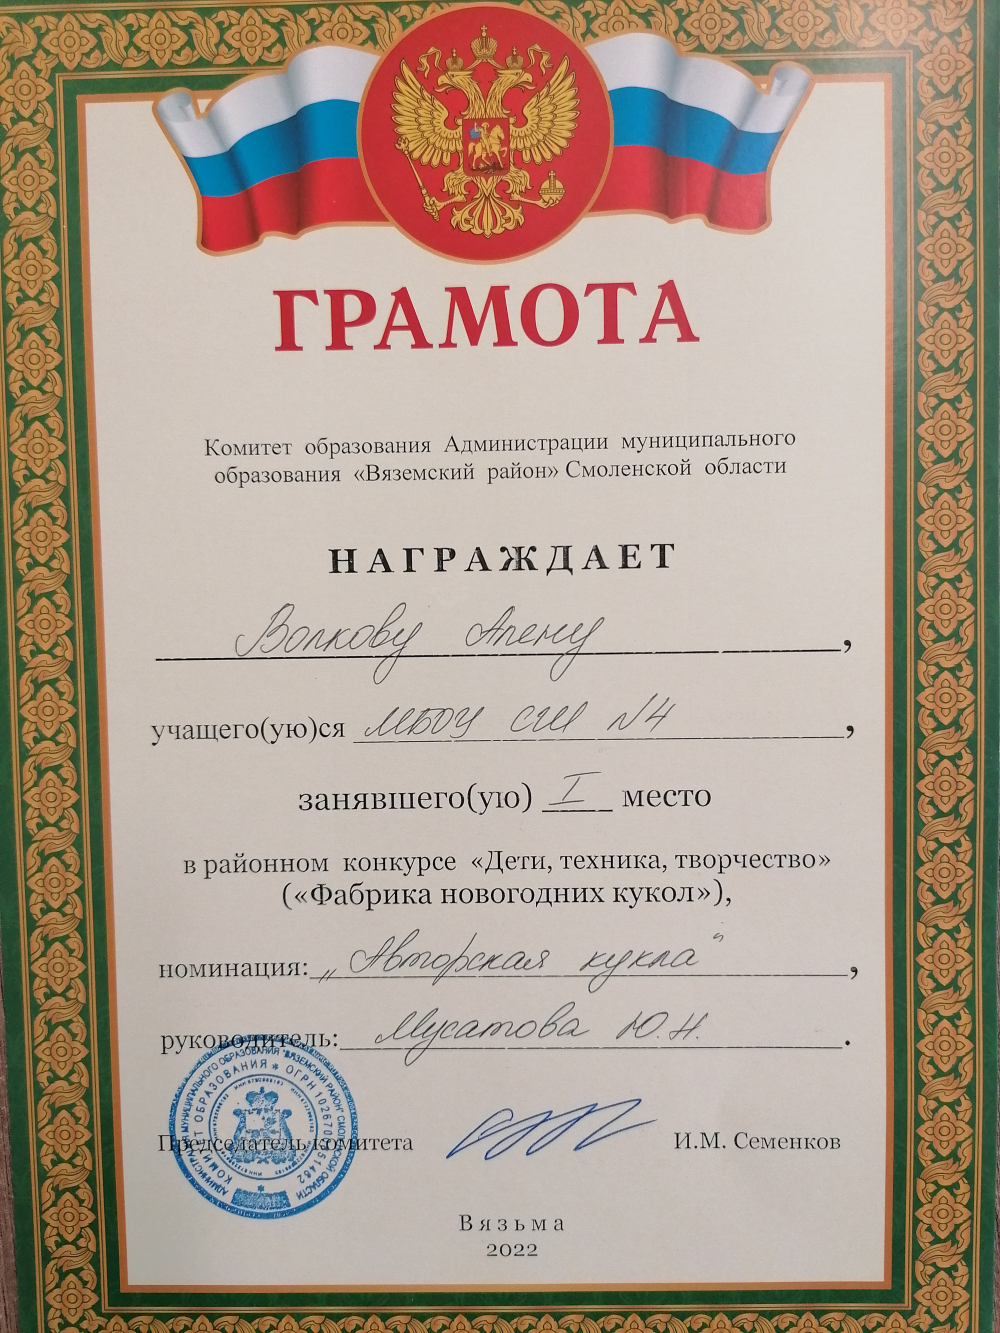 ГРАМОТА
Комитет образования Администрации муниципального
образования «Вяземский район» Смоленской области
НАГРАЖДАЕТ
Волкову Алену,
учащего(ую)ся МБОУ СШ №4,
занявшего(ую) I место
в районном конкурсе «Дети, техника, творчество»
(«Фабрика новогодних кукол»),
номинация: „Авторская кукла",
руководитель: Мусатова Ю.Н.
Председатель комитета И.М. Семенков
Вязьма
2022